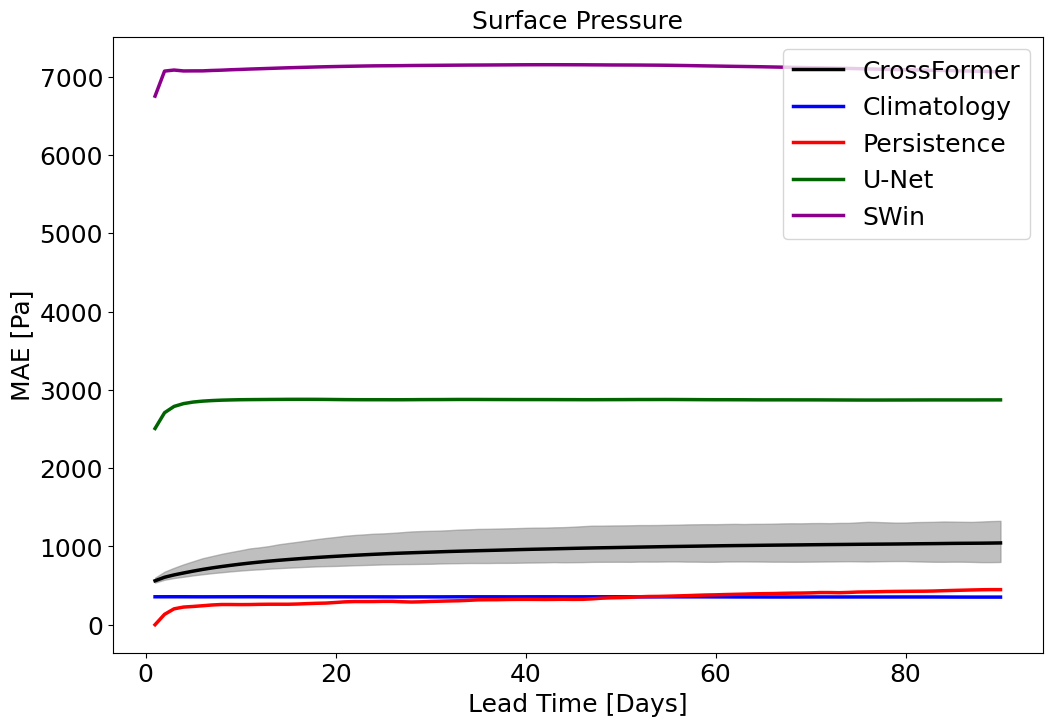 Surface Pressure
MAE [Pa]
7000
6000
5000
4000
3000
2000
1000
0
0 20 40 60 80
Lead Time [Days]
CrossFormer
Climatology
Persistence
U-Net
SWin